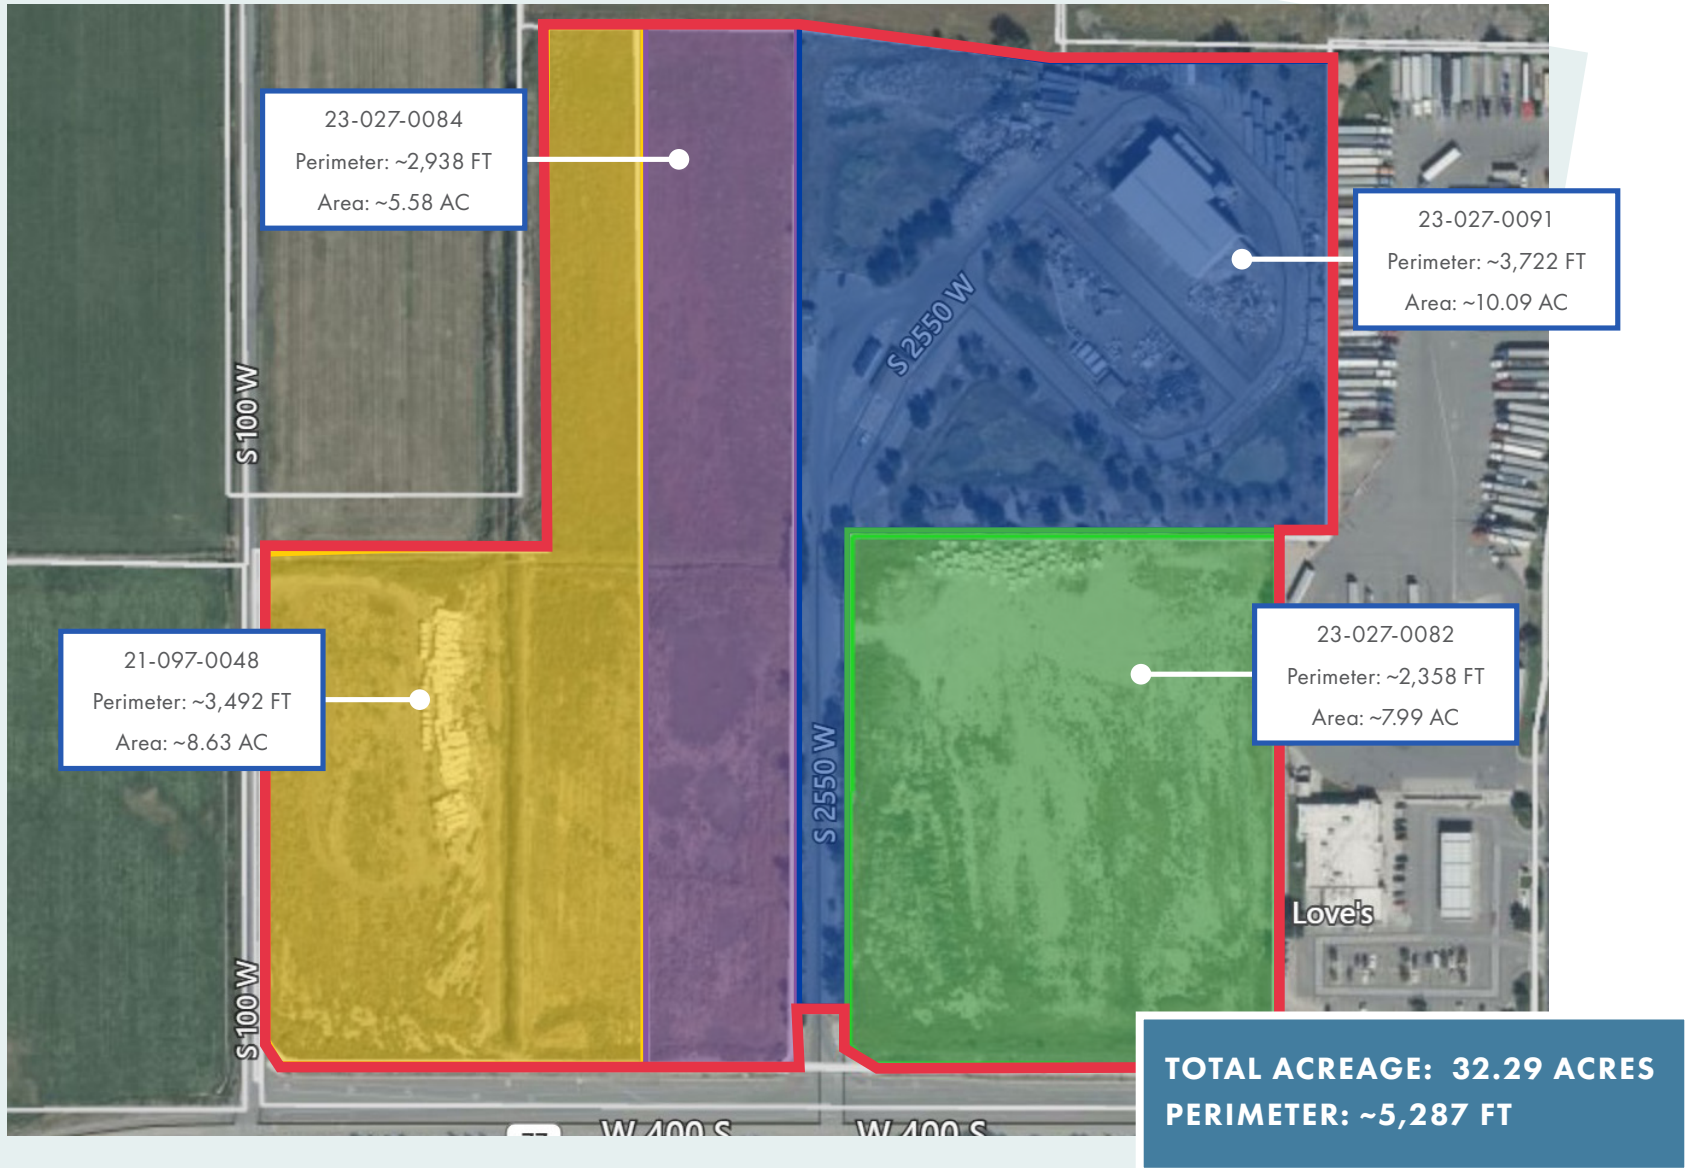 23-027-0084
Perimeter: ~2,938 FT
Area: ~5.58 AC
23-027-0091
Perimeter: ~3,722 FT
Area: ~10.09 AC
S 2550 W
S 100 W
21-097-0048
Perimeter: ~3,492 FT
Area: ~8.63 AC
23-027-0082
Perimeter: ~2,358 FT
Area: ~7.99 AC
S 2550 W
Love's
S 100 W
TOTAL ACREAGE: 32.29 ACRES
PERIMETER: ~5,287 FT
77
W 400 S
W 400 S